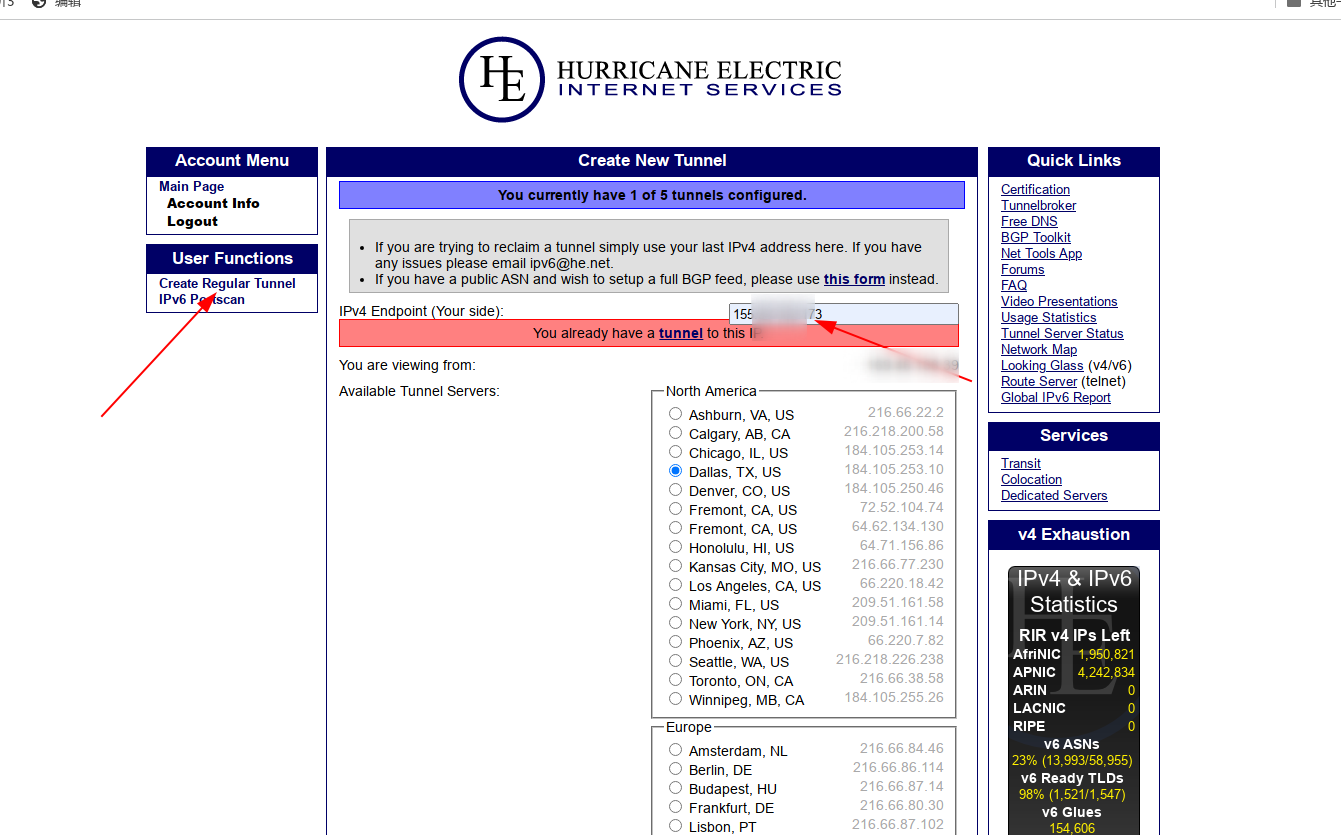 编辑
HE
HURRICANE ELECTRIC
INTERNET SERVICES
Account Menu
Main Page
Account Info
Logout
User Functions
Create Regular Tunnel
IPv6 Portscan
Create New Tunnel
You currently have 1 of 5 tunnels configured.
If you are trying to reclaim a tunnel simply use your last IPv4 address here. If you have
any issues please email ipv6@he.net.
If you have a public ASN and wish to setup a full BGP feed, please use this form instead.
IPv4 Endpoint (Your side):
155 73
You already have a tunnel to this
You are viewing from:
Available Tunnel Servers:
North America
Ashburn, VA, US 216.66.22.2
Calgary, AB, CA 216.218.200.58
Chicago, IL, US 184.105.253.14
Dallas, TX, US 184.105.253.10
Denver, CO, US 184.105.250.46
Fremont, CA, US 72.52.104.74
Fremont, CA, US 64.62.134.130
Honolulu, HI, US 64.71.156.86
Kansas City, MO, US 216.66.77.230
Los Angeles, CA, US 66.220.18.42
Miami, FL, US 209.51.161.58
New York, NY, US 209.51.161.14
Phoenix, AZ, US 66.220.7.82
Seattle, WA, US 216.218.226.238
Toronto, ON, CA 216.66.38.58
Winnipeg, MB, CA 184.105.255.26
Europe
Amsterdam, NL 216.66.84.46
Berlin, DE 216.66.86.114
Budapest, HU 216.66.87.14
Frankfurt, DE 216.66.80.30
Lisbon, PT 216.66.87.102
Quick Links
Certification
Tunnelbroker
Free DNS
BGP Toolkit
Net Tools App
Forums
FAQ
Video Presentations
Usage Statistics
Tunnel Server Status
Network Map
Looking Glass (v4/v6)
Route Server (telnet)
Global IPv6 Report
Services
Transit
Colocation
Dedicated Servers
v4 Exhaustion
IPv4 & IPv6
Statistics
RIR v4 IPs Left
AfriNIC 1,950,821
APNIC 4,242,834
ARIN 0
LACNIC 0
RIPE 0
v6 ASNs
23% (13,993/58,955)
v6 Ready TLDs
98% (1,521/1,547)
v6 Glues
154,606